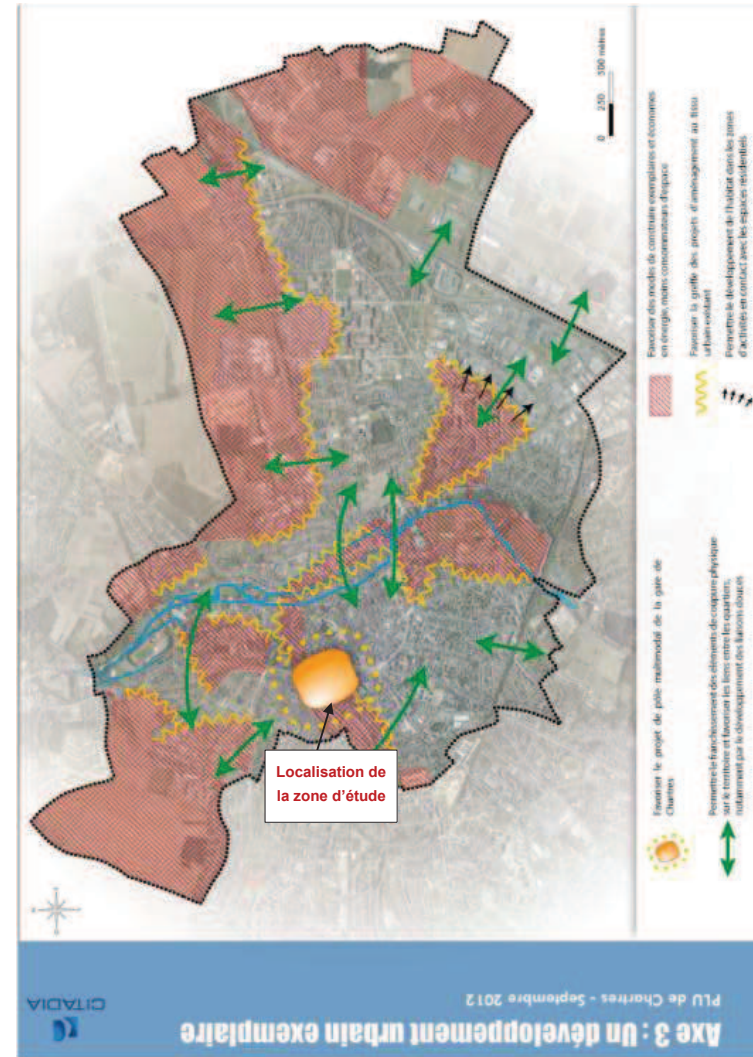 Axe 3 : Un développement urbain exemplaire
PLU de Chartres - Septembre 2012
CITADIA
Localisation de
la zone d'étude
0 250 500 mètres
Favoriser le projet de pôle multimodal de la gare de
Chartres
Permettre le franchissement des éléments de coupure physique
sur le territoire et favoriser les liens entre les quartiers,
notamment par le développement des liaisons douces
Favoriser des modes de construire exemplaires et économes
en énergie, moins consommateurs d'espace
Favoriser la greffe des projets d'aménagement au tissu
urbain existant
Permettre le développement de l'habitat dans les zones
d'activités en contact avec les espaces résidentiels